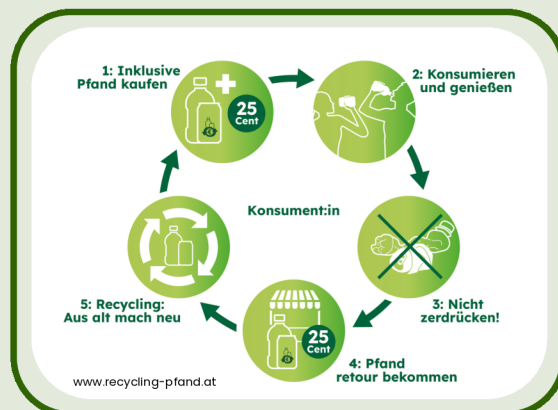 1: Inklusive
Pfand kaufen
25
Cent
2: Konsumieren
und genießen
Konsument:in
3: Nicht
zerdrücken!
25
Cent
4: Pfand
retour bekommen
5: Recycling:
Aus alt mach neu
www.recycling-pfand.at